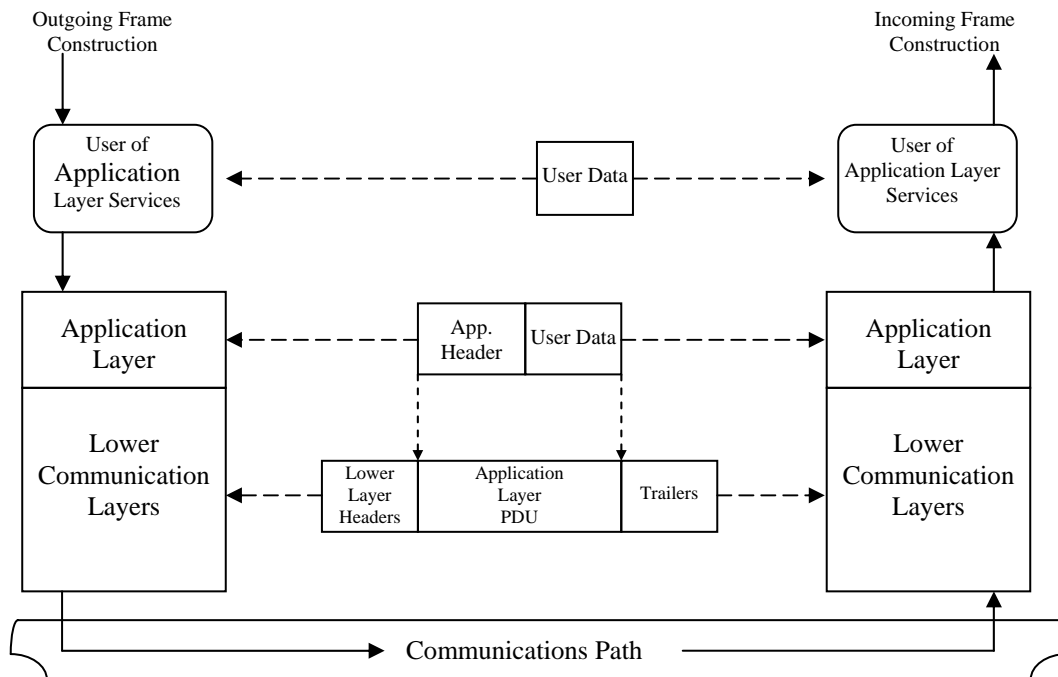 Outgoing Frame
Construction
Incoming Frame
Construction
User of
Application
Layer Services
User Data
User of
Application Layer
Services
Application
Layer
App.
Header
User Data
Application
Layer
Lower
Communication
Layers
Lower
Layer
Headers
Application
Layer
PDU
Trailers
Lower
Communication
Layers
Communications Path